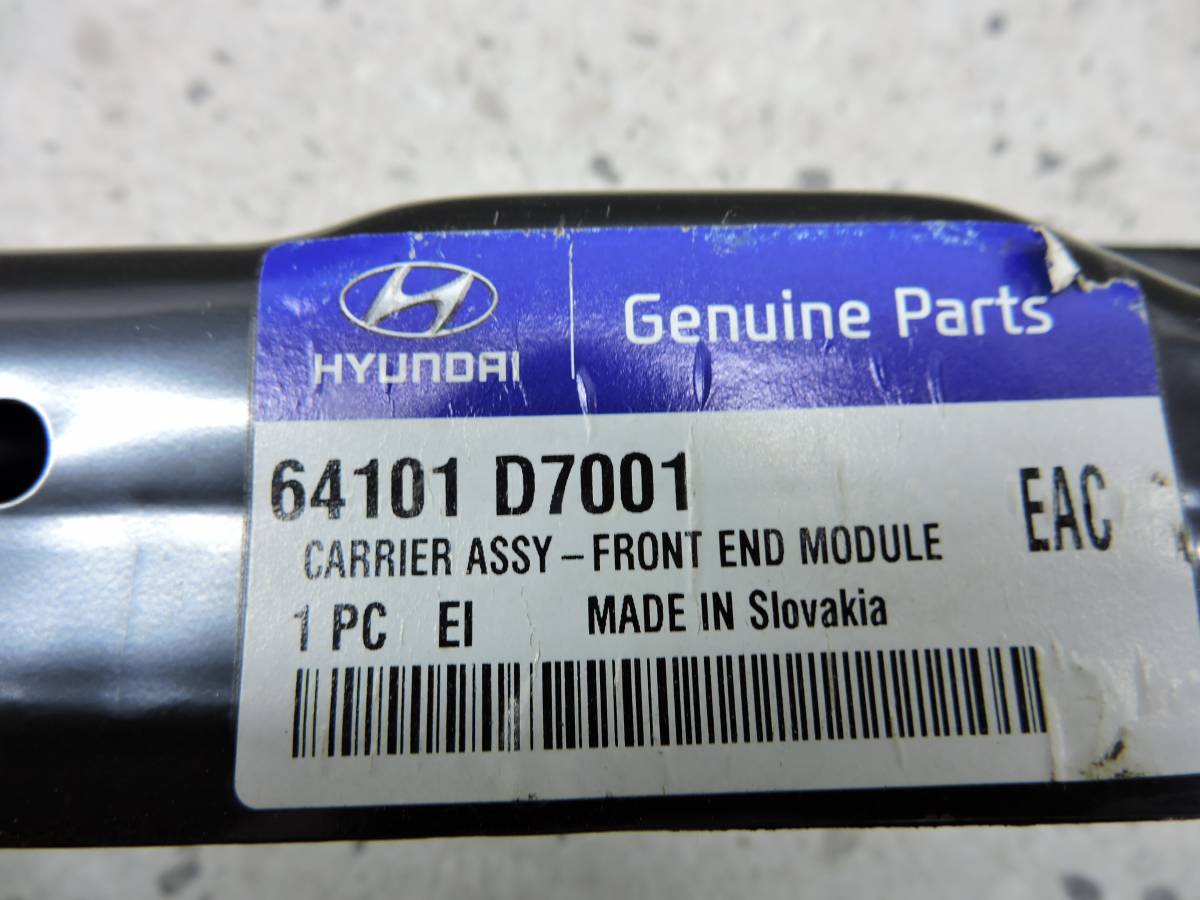 HYUNDAI
Genuine Parts
64101 D7001
CARRIER ASSY – FRONT END MODULE
EAC
1 PC EI MADE IN Slovakia